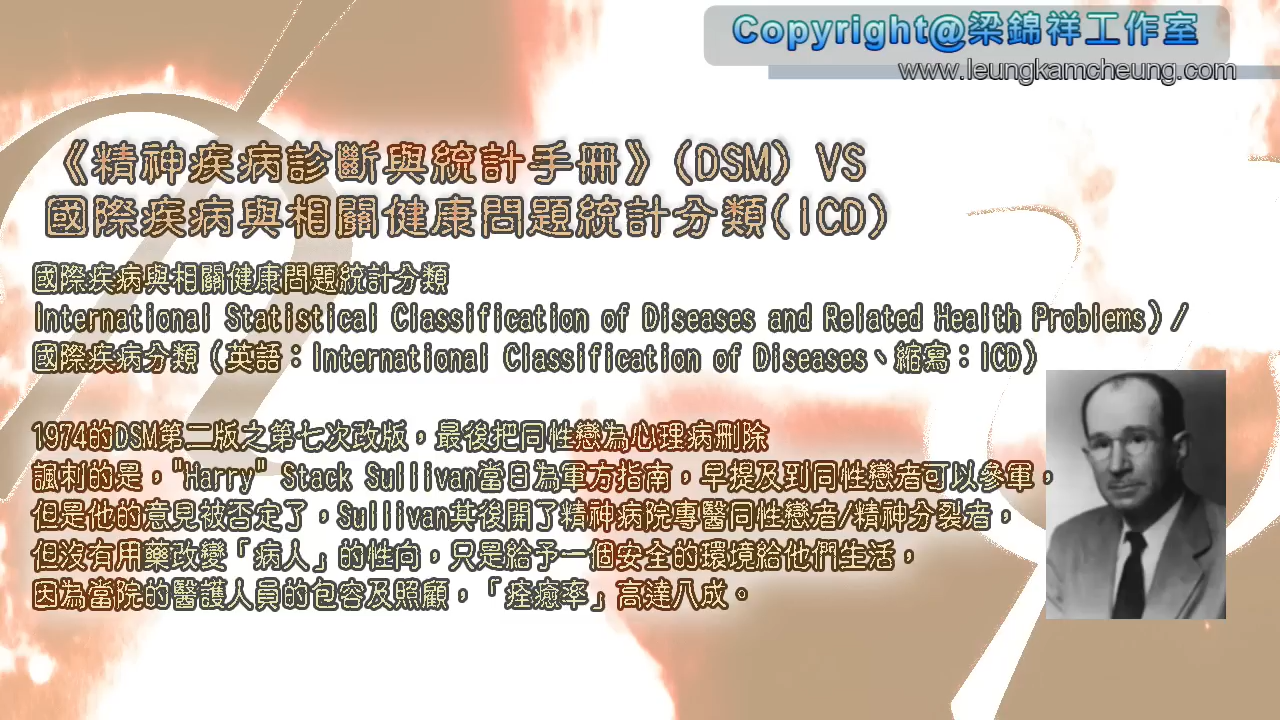 Copyright@梁錦祥工作室
www.leungkamcheung.com
《精神疾病診斷與統計手冊》(DSM) VS
國際疾病與相關健康問題統計分類(ICD)
國際疾病與相關健康問題統計分類
International Statistical Classification of Diseases and Related Health Problems）/
國際疾病分類（英語：International Classification of Diseases、縮寫：ICD）
1974的DSM第二版之第七次改版，最後把同性戀為心理病刪除
諷刺的是，"Harry" Stack Sullivan當日為軍方指南，早提及到同性戀者可以參軍，
但是他的意見被否定了，Sullivan其後開了精神病院專醫同性戀者/精神分裂者，
但沒有用藥改變「病人」的性向，只是給予一個安全的環境給他們生活，
因為當院的醫護人員的包容及照顧，「痊癒率」高達八成。